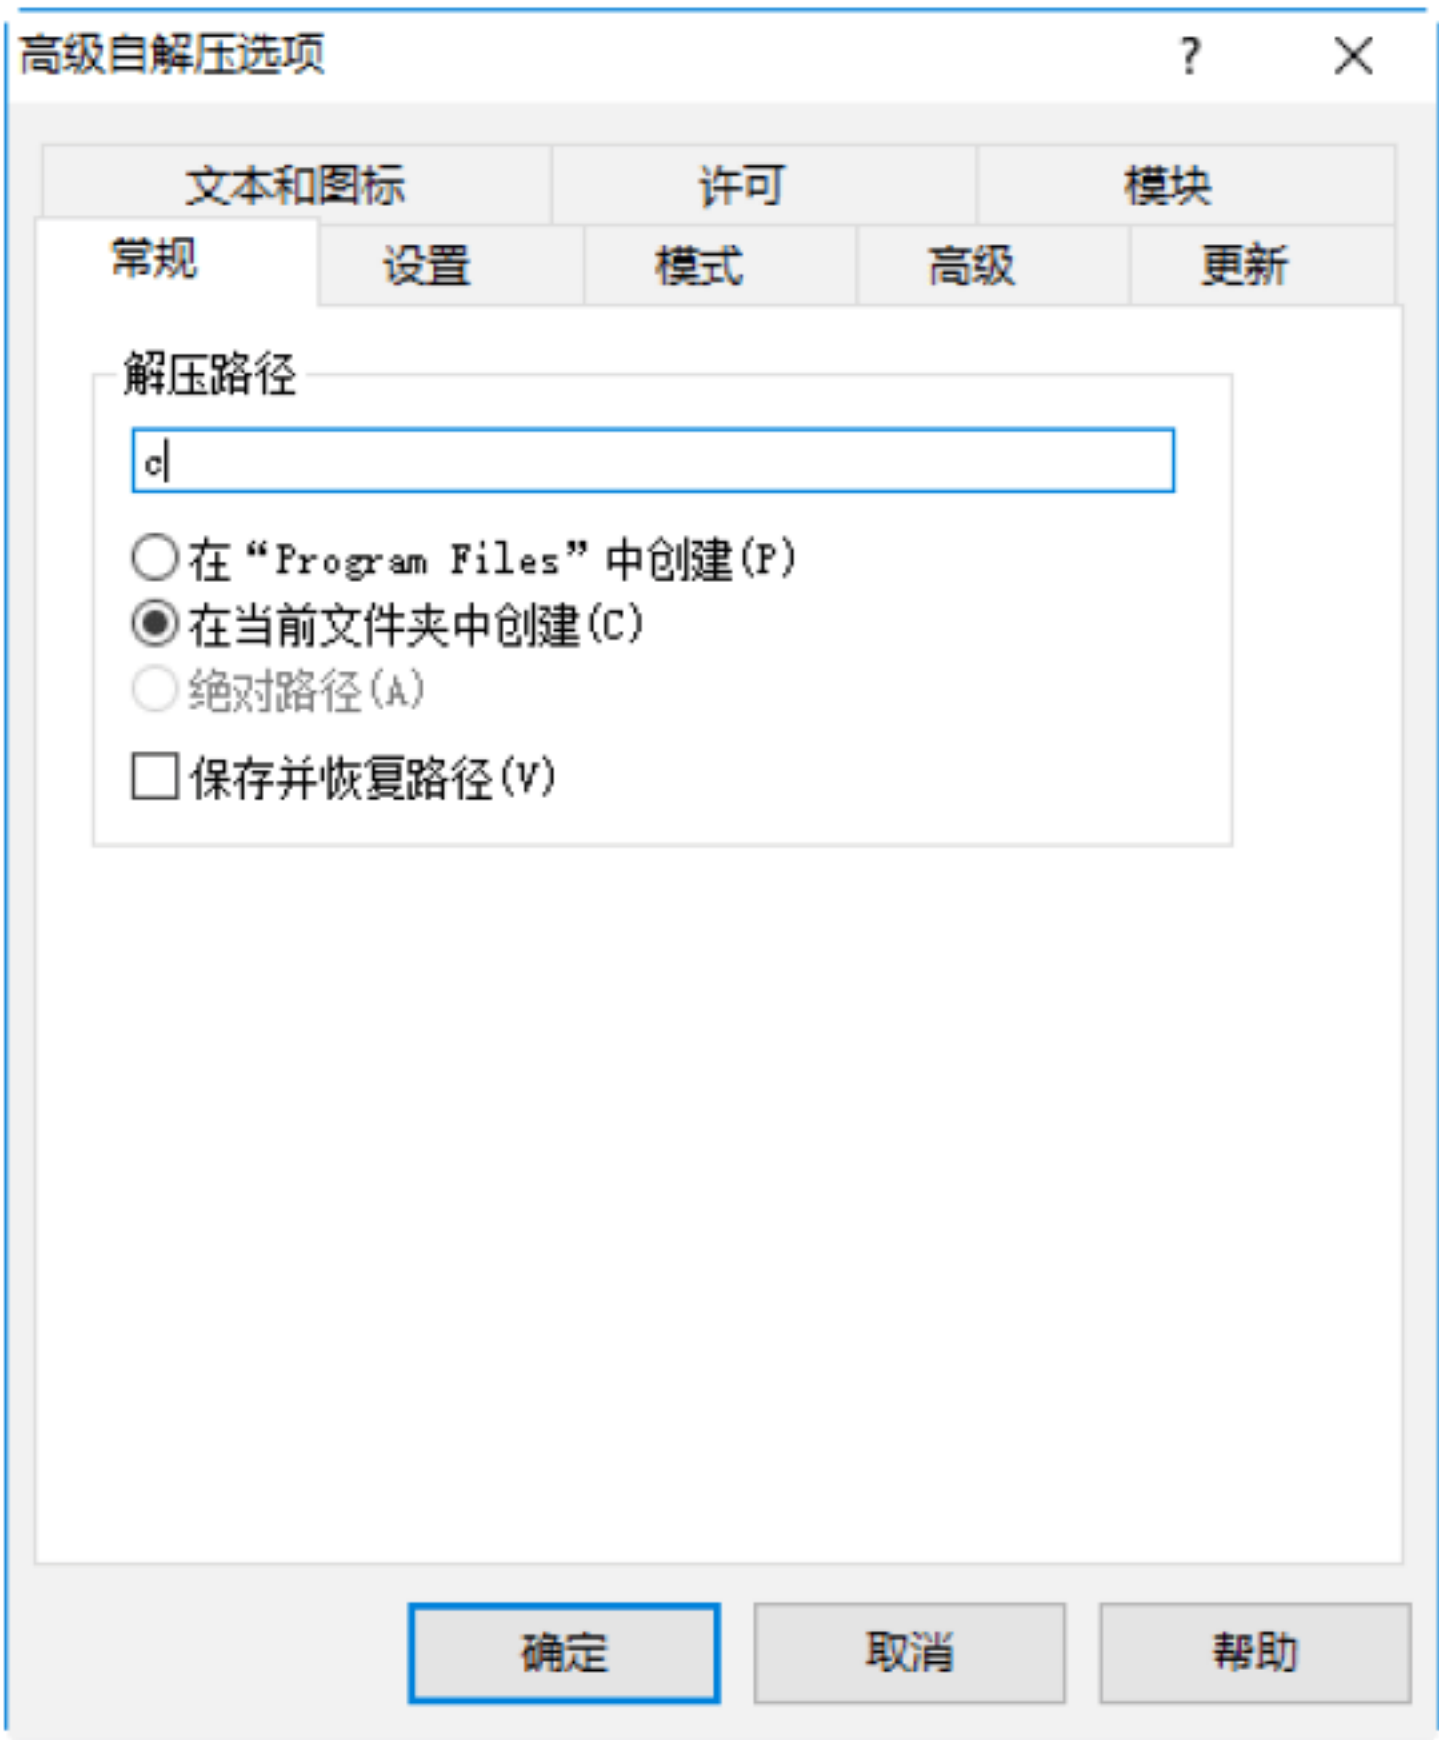 高级自解压选项 ?
文本和图标 许可 模块
常规 设置 模式 高级 更新
解压路径
c
在“Program Files”中创建(P)
在当前文件夹中创建(C)
绝对路径(A)
保存并恢复路径(V)
确定 取消 帮助